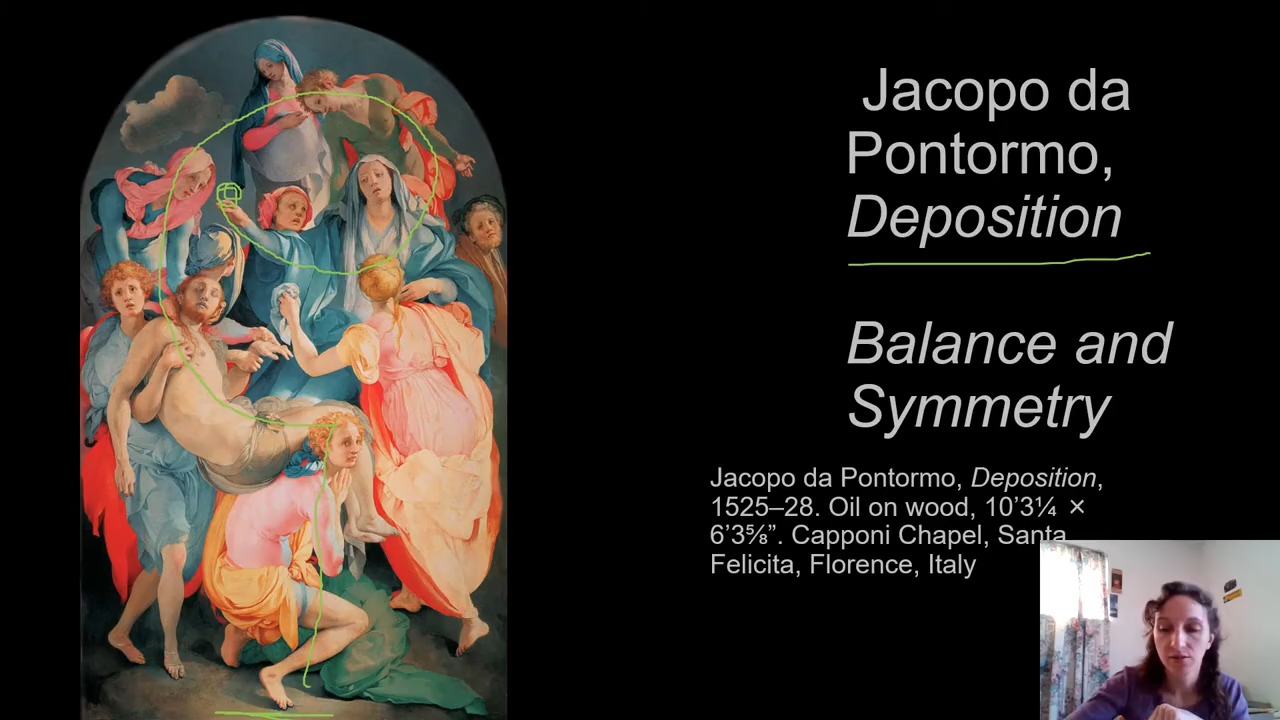 Jacopo da
Pontormo,
Deposition
Balance and
Symmetry
Jacopo da Pontormo, Deposition,
1525–28. Oil on wood, 10’3¼ ×
6’3⅝”. Capponi Chapel, Santa
Felicita, Florence, Italy